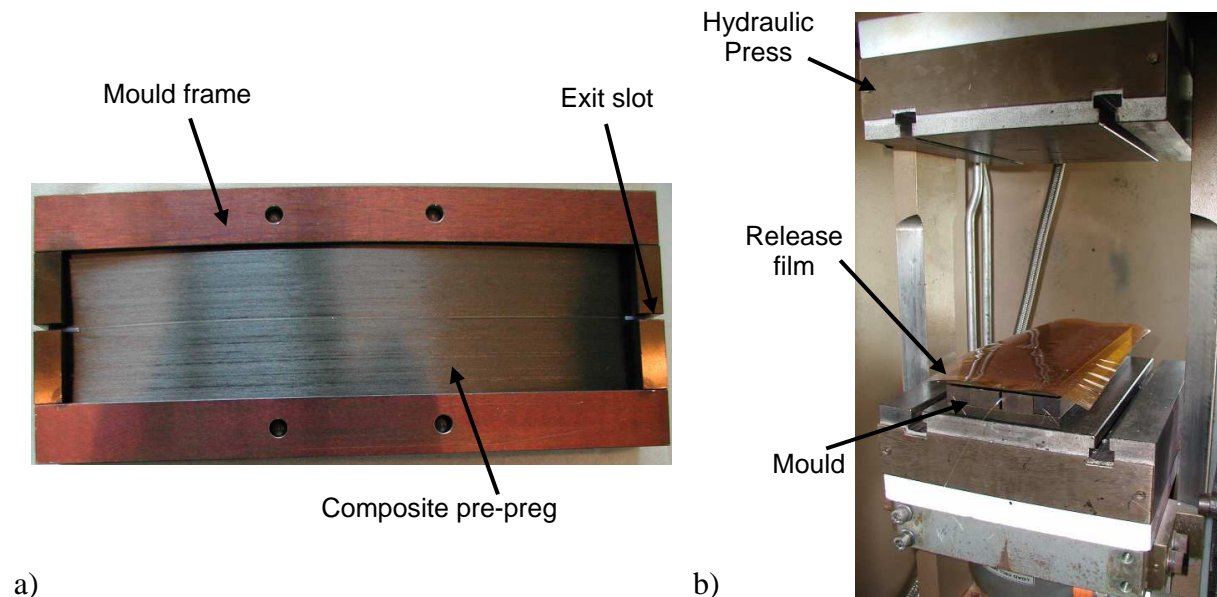 Hydraulic
Press
Mould frame
Exit slot
Release
film
Mould
Composite pre-preg
a)
b)